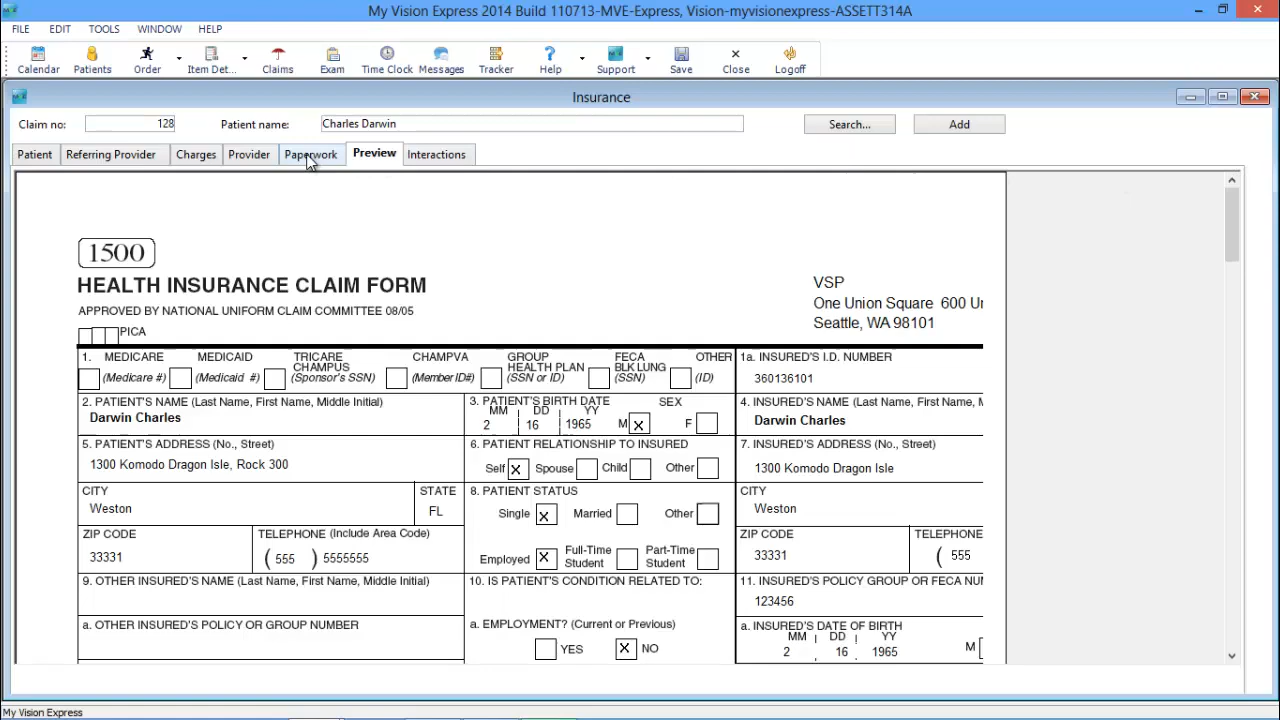 My Vision Express 2014 Build 110713-MVE-Express, Vision-myvisionexpress-ASSETT314A
FILE EDIT TOOLS WINDOW HELP
Calendar Patients Order Item Det... Claims Exam Time Clock Messages Tracker Help Support Save Close Logoff
Insurance
Claim no: 128 Patient name: Charles Darwin Search... Add
Patient Referring Provider Charges Provider Paperwork Preview Interactions
1500
HEALTH INSURANCE CLAIM FORM
APPROVED BY NATIONAL UNIFORM CLAIM COMMITTEE 08/05
PICA
VSP
One Union Square 600 Ur
Seattle, WA 98101
1. MEDICARE MEDICAID TRICARE CHAMPUS CHAMPVA GROUP HEALTH PLAN FECA BLK LUNG OTHER 1a. INSURED'S I.D. NUMBER
(Medicare #) (Medicaid #) (Sponsor's SSN) (Member ID#) (SSN or ID) (SSN) (ID) 360136101
2. PATIENT'S NAME (Last Name, First Name, Middle Initial) 3. PATIENT'S BIRTH DATE SEX 4. INSURED'S NAME (Last Name, First Name, M
MM DD YY
Darwin Charles 2 16 1965 M X F Darwin Charles
5. PATIENT'S ADDRESS (No., Street) 6. PATIENT RELATIONSHIP TO INSURED 7. INSURED'S ADDRESS (No., Street)
1300 Komodo Dragon Isle, Rock 300 Self X Spouse Child Other 1300 Komodo Dragon Isle
CITY STATE 8. PATIENT STATUS CITY
Weston FL Single X Married Other Weston
ZIP CODE TELEPHONE (Include Area Code) ZIP CODE TELEPHONE
33331 ( 555 ) 5555555 Employed X Full-Time Student Part-Time Student 33331 ( 555
9. OTHER INSURED'S NAME (Last Name, First Name, Middle Initial) 10. IS PATIENT'S CONDITION RELATED TO: 11. INSURED'S POLICY GROUP OR FECA NUM
123456
a. OTHER INSURED'S POLICY OR GROUP NUMBER a. EMPLOYMENT? (Current or Previous) a. INSURED'S DATE OF BIRTH
MM DD YY
YES X NO 2 16 1965 M
My Vision Express